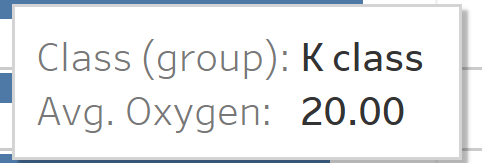 Class (group): K class
Avg. Oxygen: 20.00